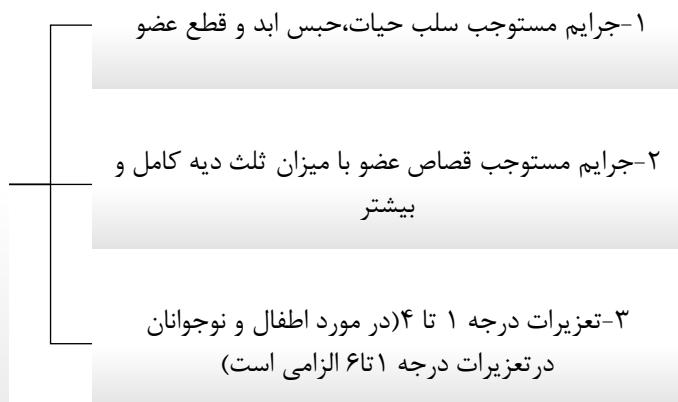 ۱-جرایم مستوجب سلب حیات،حبس ابد و قطع عضو
۲-جرایم مستوجب قصاص عضو با میزان ثلث دیه کامل و
بیشتر
۳-تعزیرات درجه ۱ تا ۴(در مورد اطفال و نوجوانان
درتعزیرات درجه ۱تا۶ الزامی است)